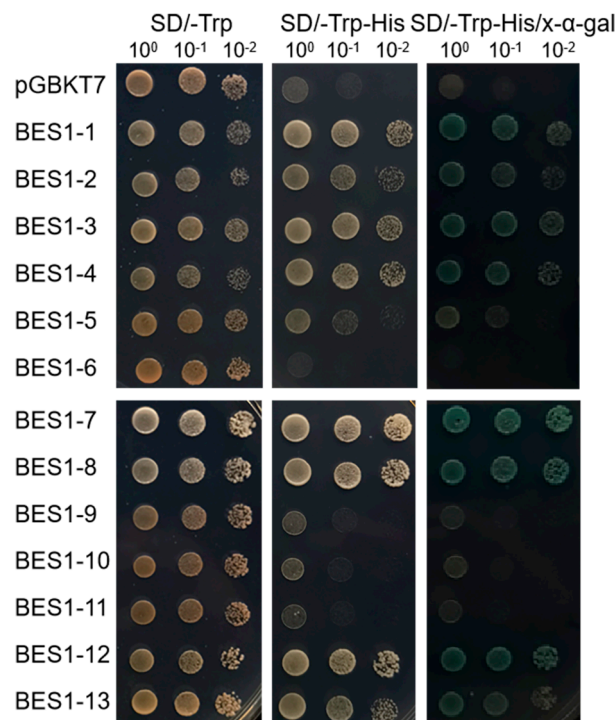 SD/-Trp SD/-Trp-His SD/-Trp-His/x-α-gal
10⁰ 10⁻¹ 10⁻² 10⁰ 10⁻¹ 10⁻² 10⁰ 10⁻¹ 10⁻²
pGBKT7
BES1-1
BES1-2
BES1-3
BES1-4
BES1-5
BES1-6
BES1-7
BES1-8
BES1-9
BES1-10
BES1-11
BES1-12
BES1-13